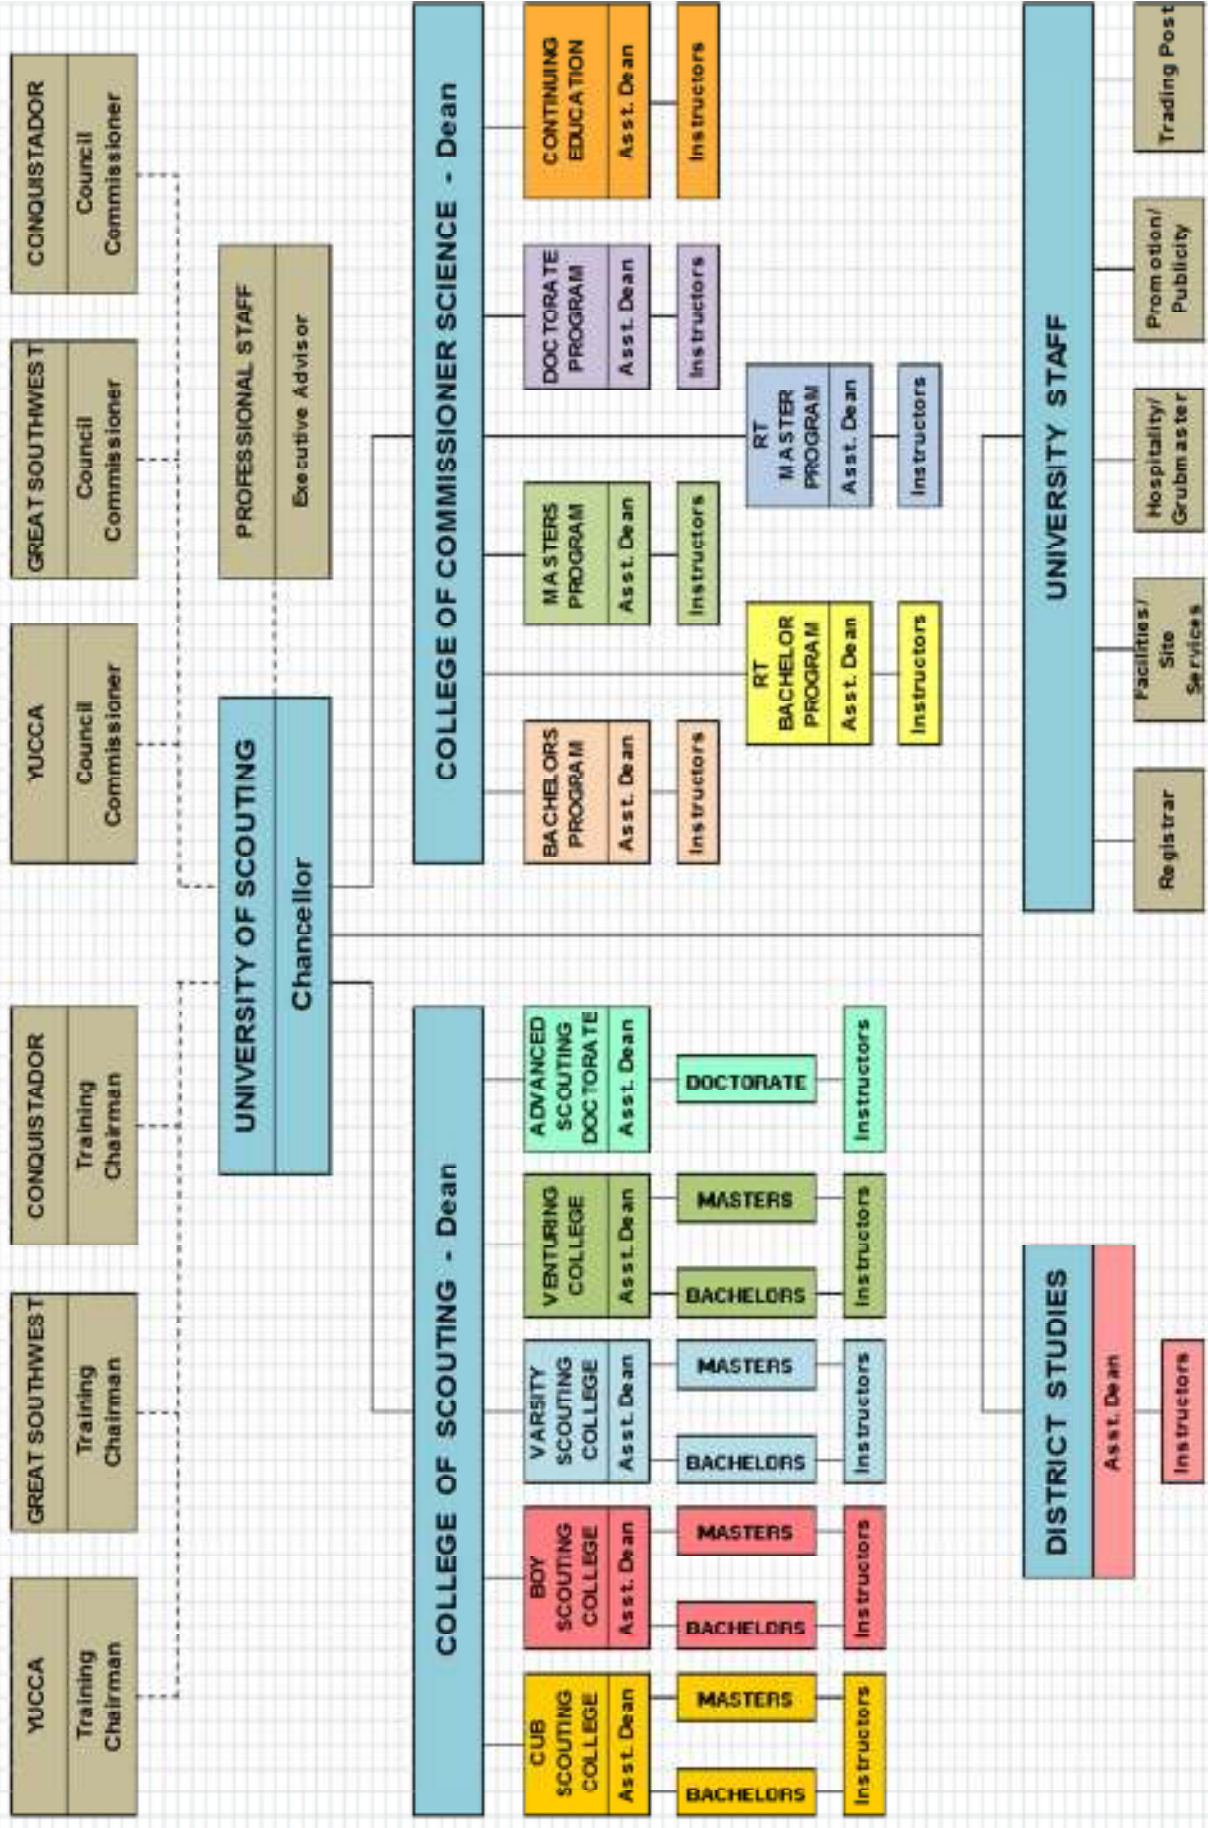 YUCCA
Training
Chairman
GREAT SOUTHWEST
Training
Chairman
CONQUISTADOR
Training
Chairman
YUCCA
Council
Commissioner
GREAT SOUTHWEST
Council
Commissioner
CONQUISTADOR
Council
Commissioner
UNIVERSITY OF SCOUTING
Chancellor
PROFESSIONAL STAFF
Executive Advisor
COLLEGE OF SCOUTING - Dean
COLLEGE OF COMMISSIONER SCIENCE - Dean
CUB
SCOUTING
COLLEGE
Asst. Dean
BACHELORS
MASTERS
Instructors
BOY
SCOUTING
COLLEGE
Asst. Dean
BACHELORS
MASTERS
Instructors
VARSITY
SCOUTING
COLLEGE
Asst. Dean
BACHELORS
MASTERS
Instructors
VENTURING
COLLEGE
Asst. Dean
BACHELORS
MASTERS
Instructors
ADVANCED
SCOUTING
DOCTORATE
Asst. Dean
DOCTORATE
Instructors
BACHELORS
PROGRAM
Asst. Dean
Instructors
MASTERS
PROGRAM
Asst. Dean
Instructors
DOCTORATE
PROGRAM
Asst. Dean
Instructors
CONTINUING
EDUCATION
Asst. Dean
Instructors
RT
BACHELOR
PROGRAM
Asst. Dean
Instructors
RT
MASTER
PROGRAM
Asst. Dean
Instructors
DISTRICT STUDIES
Asst. Dean
Instructors
UNIVERSITY STAFF
Registrar
Facilities/
Site
Services
Hospitality/
Grubmaster
Promotion/
Publicity
Trading Post